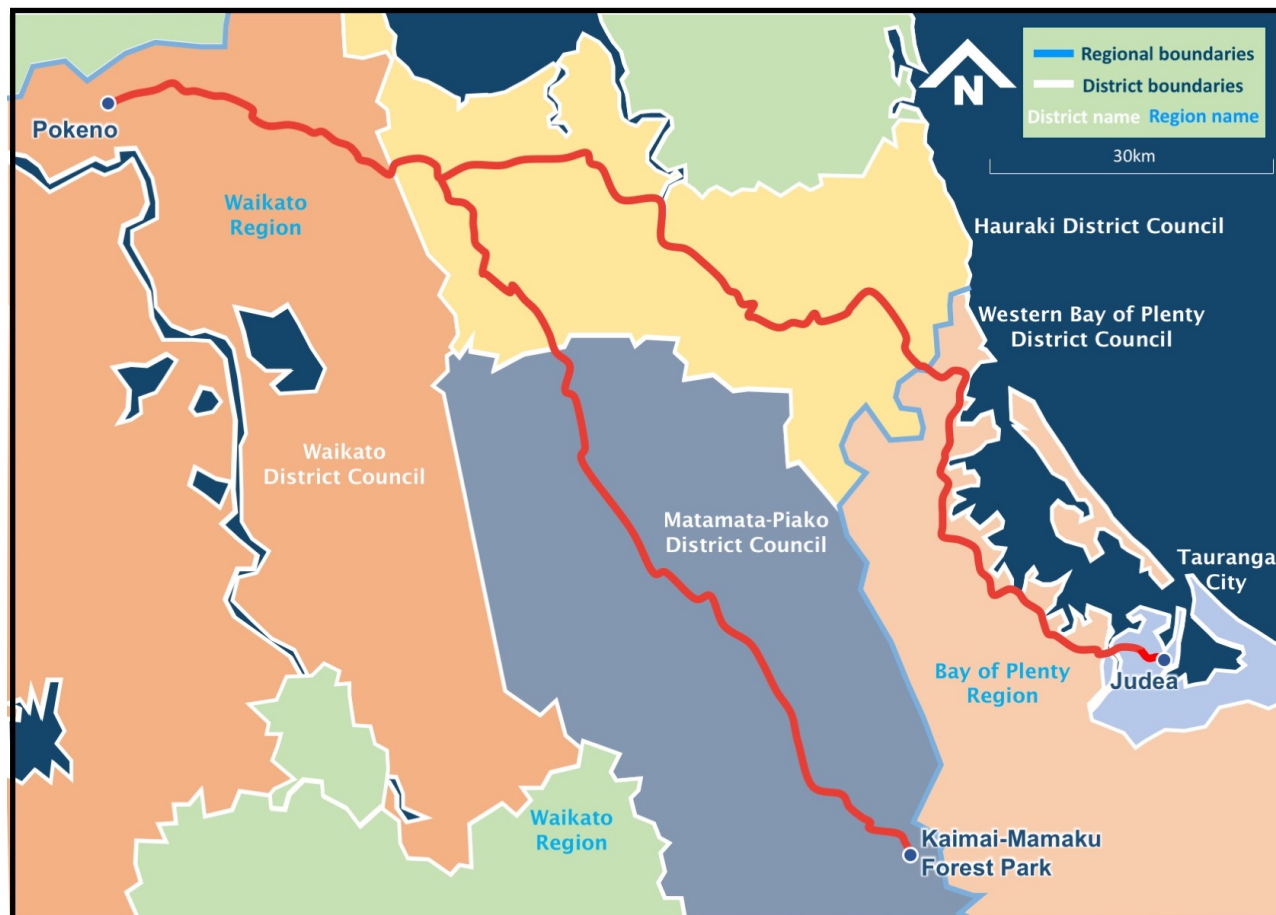 N
Regional boundaries
District boundaries
District name Region name
30km
Pokeno
Waikato
Region
Hauraki District Council
Western Bay of Plenty
District Council
Waikato
District Council
Matamata-Piako
District Council
Tauranga
City
Bay of Plenty
Region
Judea
Waikato
Region
Kaimai-Mamaku
Forest Park